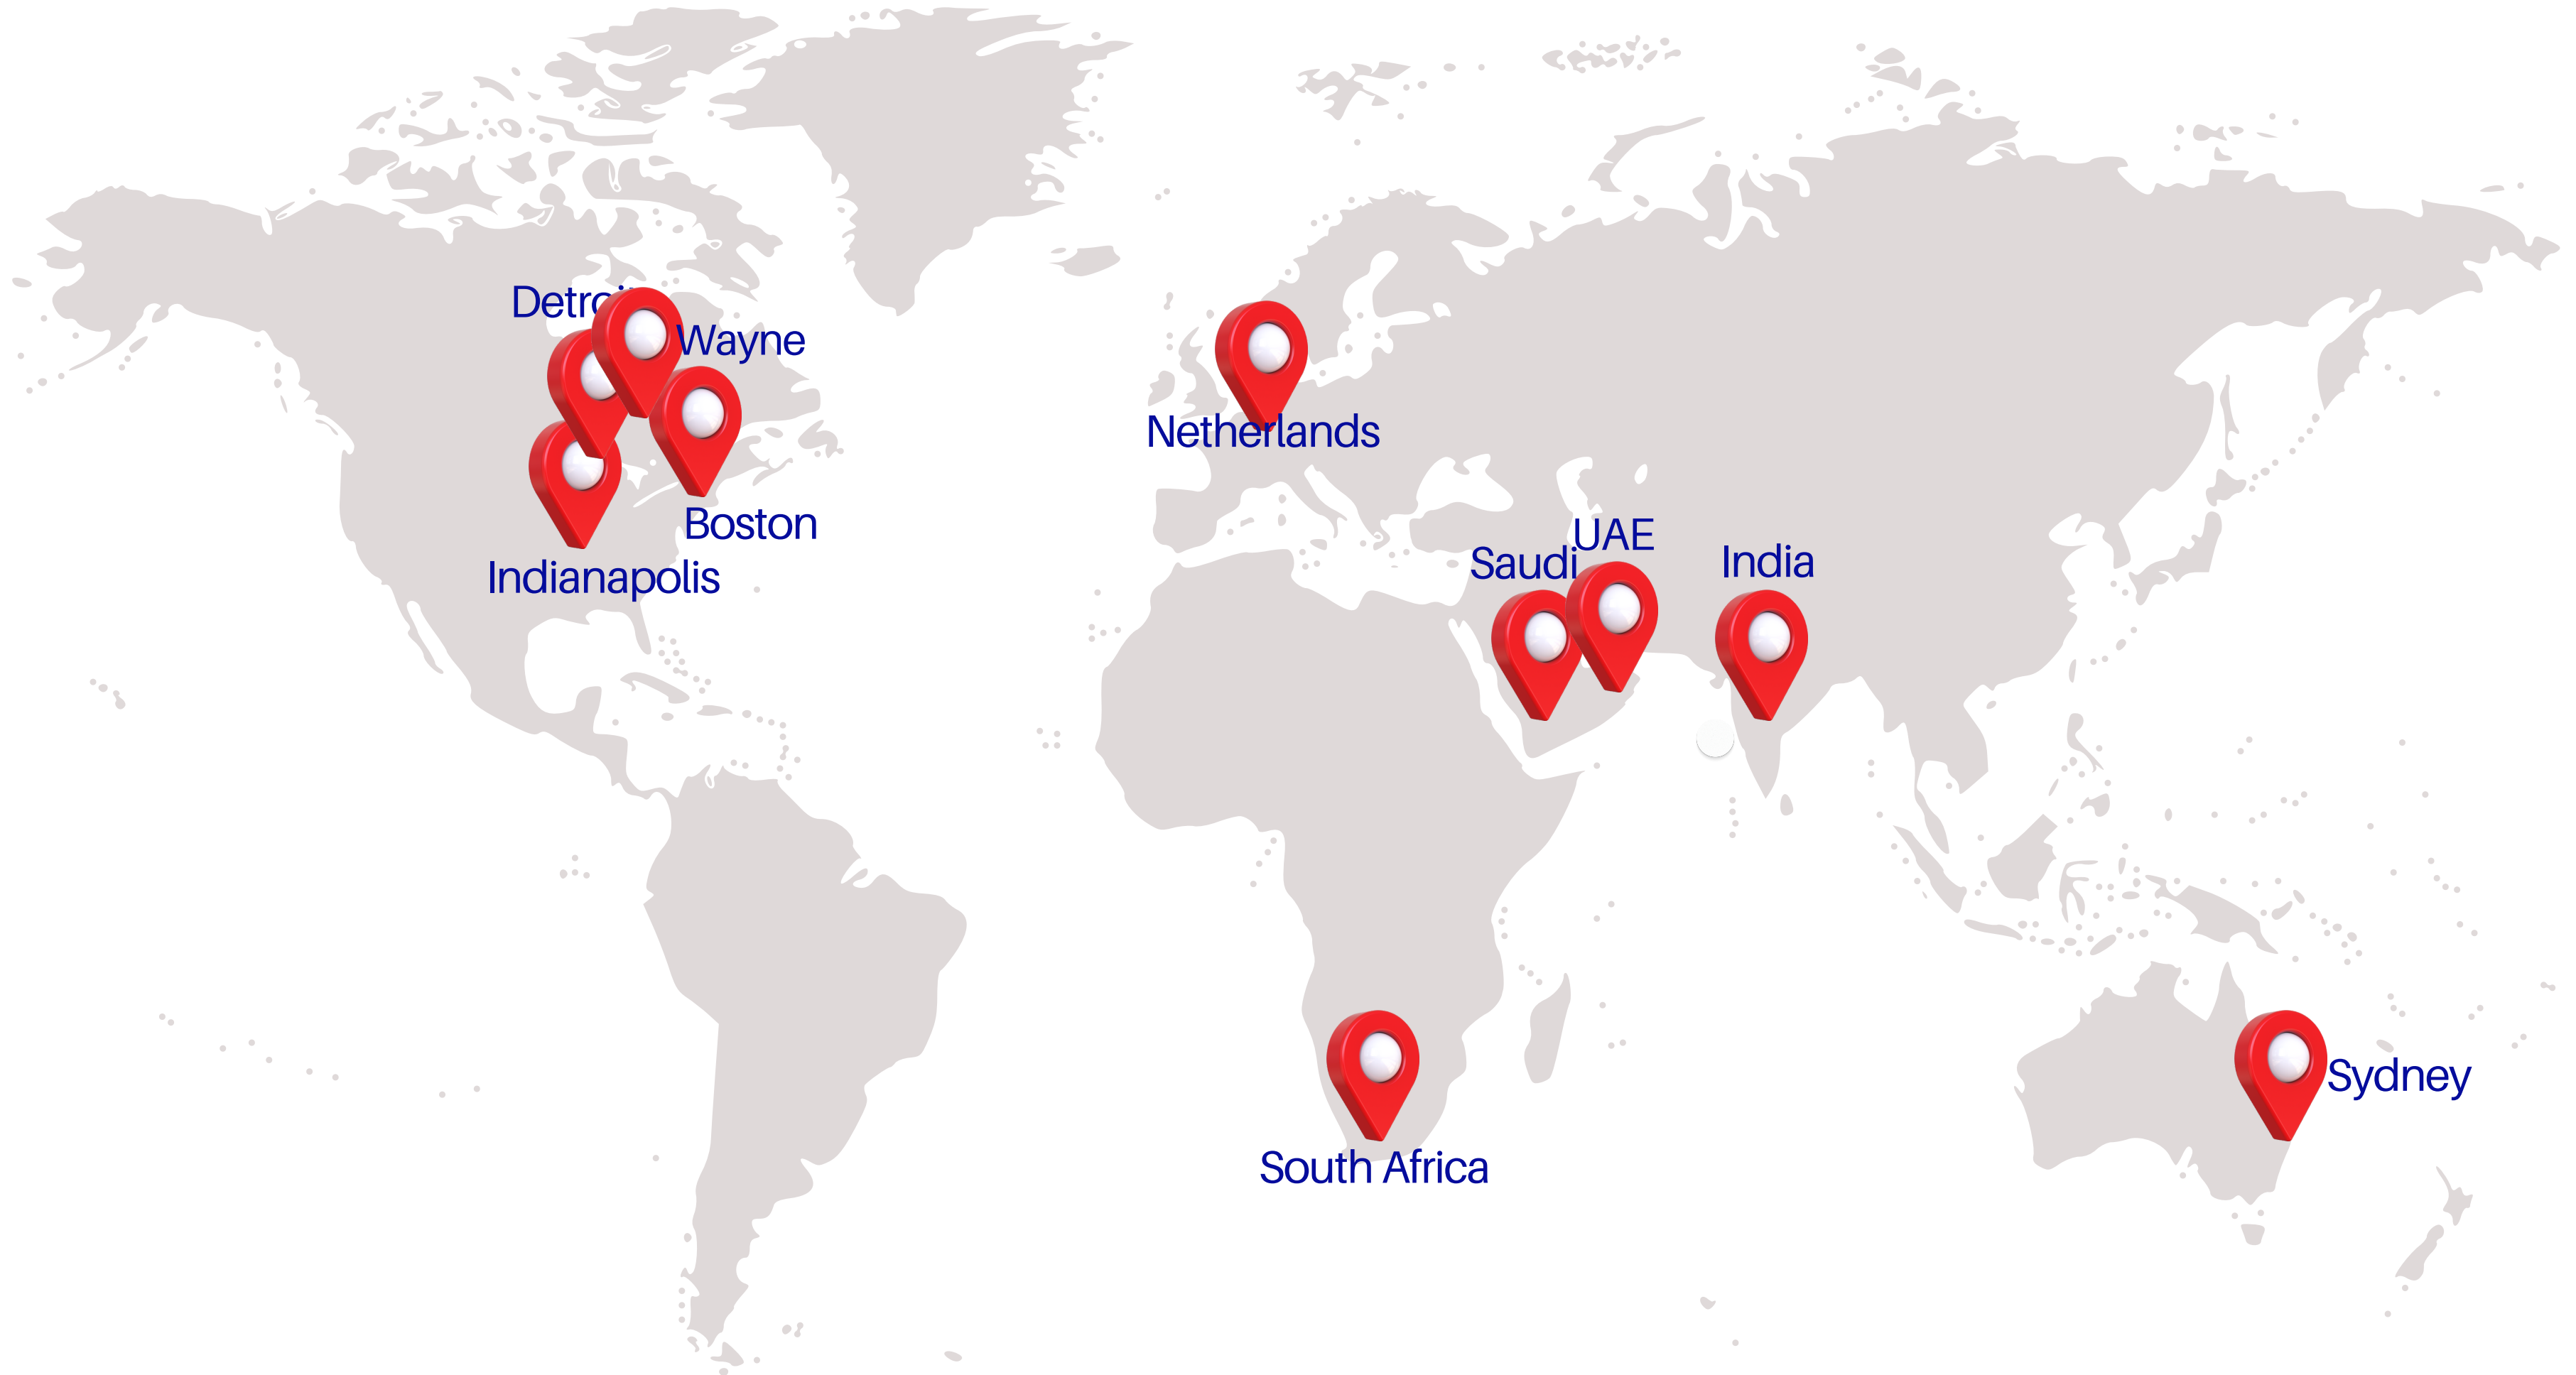 Wayne
Netherlands
Boston
UAE
Saudi
India
Indianapolis
Sydney
South Africa